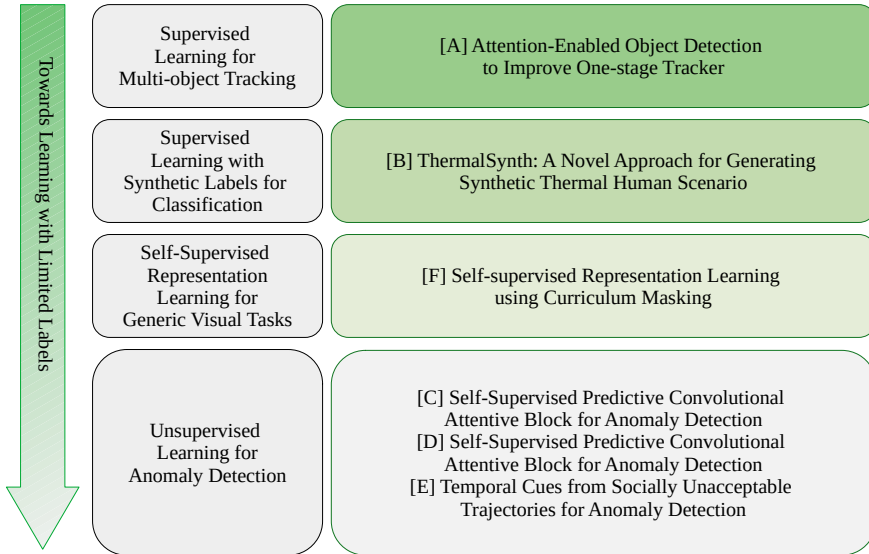 Towards Learning with Limited Labels
Supervised
Learning for
Multi-object Tracking
[A] Attention-Enabled Object Detection
to Improve One-stage Tracker
Supervised
Learning with
Synthetic Labels for
Classification
[B] ThermalSynth: A Novel Approach for Generating
Synthetic Thermal Human Scenario
Self-Supervised
Representation
Learning for
Generic Visual Tasks
[F] Self-supervised Representation Learning
using Curriculum Masking
Unsupervised
Learning for
Anomaly Detection
[C] Self-Supervised Predictive Convolutional
Attentive Block for Anomaly Detection
[D] Self-Supervised Predictive Convolutional
Attentive Block for Anomaly Detection
[E] Temporal Cues from Socially Unacceptable
Trajectories for Anomaly Detection